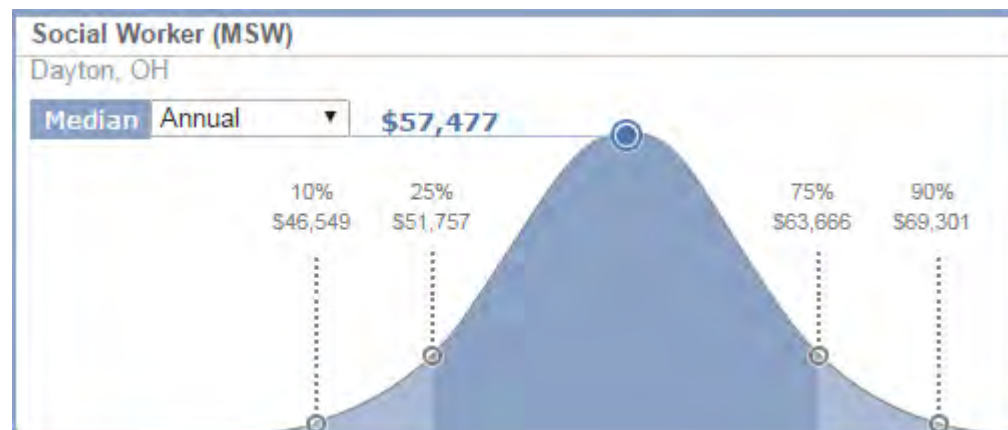 Social Worker (MSW)
Dayton, OH
Median Annual $57,477
10% 25% 75% 90%
$46,549 $51,757 $63,666 $69,301